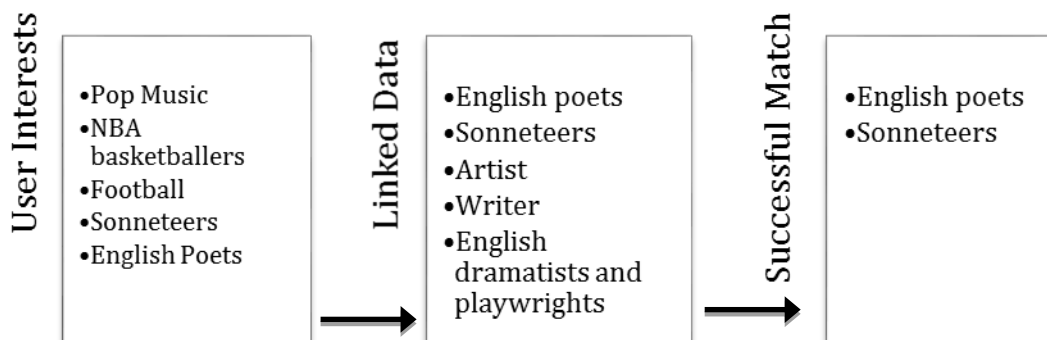 User Interests
•Pop Music
•NBA
basketballers
•Football
•Sonneteers
•English Poets
Linked Data
•English poets
•Sonneteers
•Artist
•Writer
•English
dramatists and
playwrights
Successful Match
•English poets
•Sonneteers